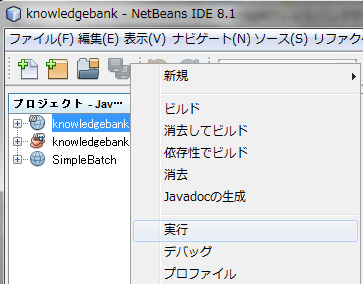 knowledgebank - NetBeans IDE 8.1
ファイル(F) 編集(E) 表示(V) ナビゲート(N) ソース(S) リファク
プロジェクト - Jav…
knowledgebank
knowledgebank
SimpleBatch
新規
ビルド
消去してビルド
依存性でビルド
消去
Javadocの生成
実行
デバッグ
プロファイル